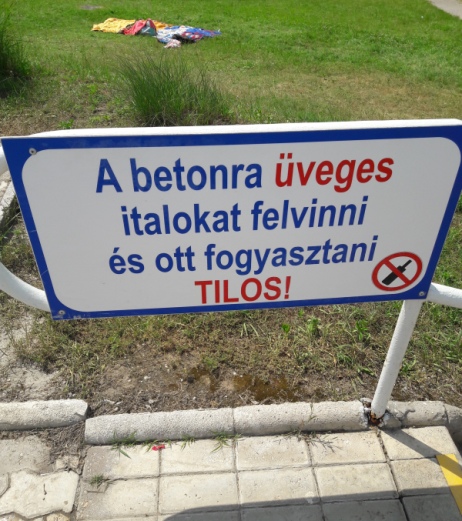 A betonra üveges
italokat felvinni
és ott fogyasztani
TILOS!